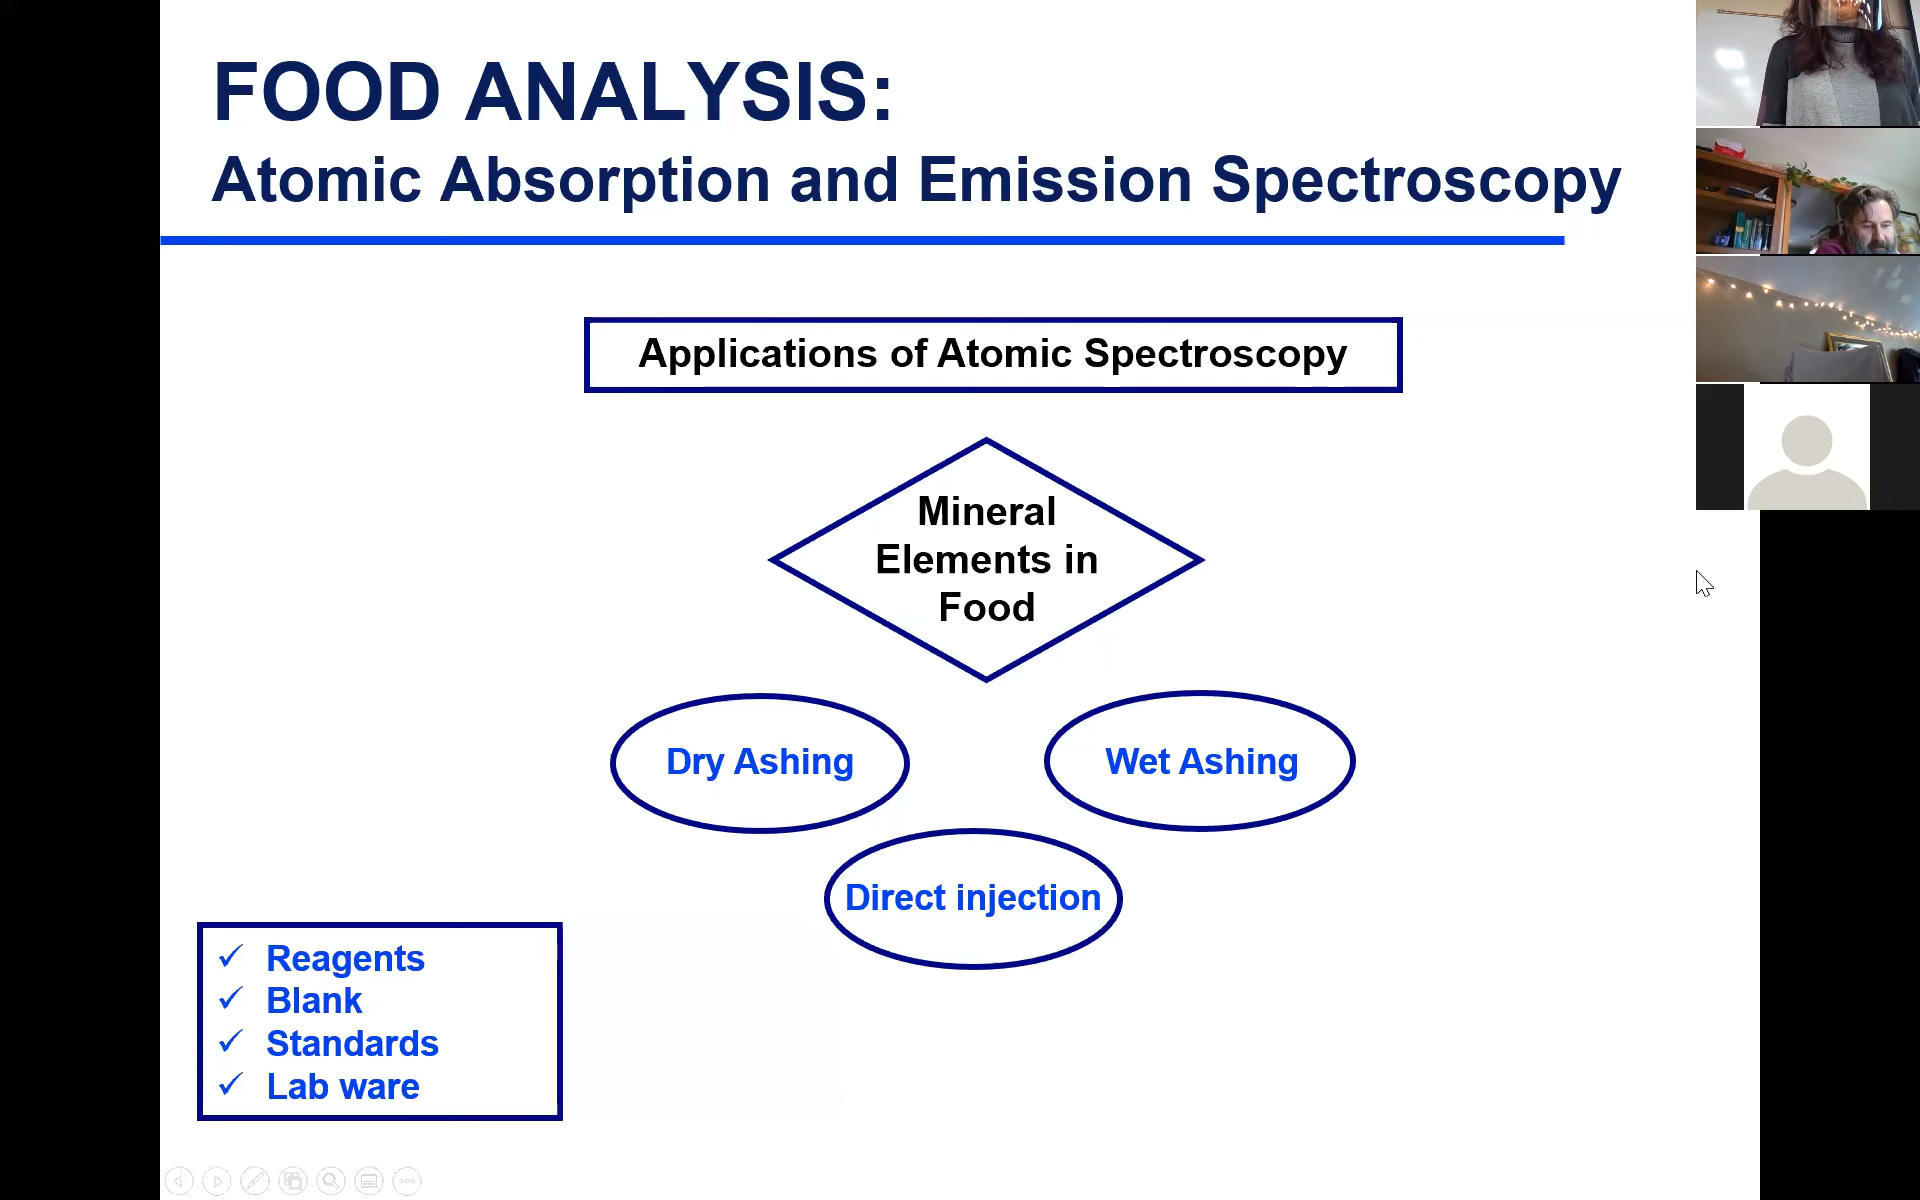 FOOD ANALYSIS:
Atomic Absorption and Emission Spectroscopy
Applications of Atomic Spectroscopy
Mineral
Elements in
Food
Dry Ashing
Wet Ashing
Direct injection
✓ Reagents
✓ Blank
✓ Standards
✓ Lab ware